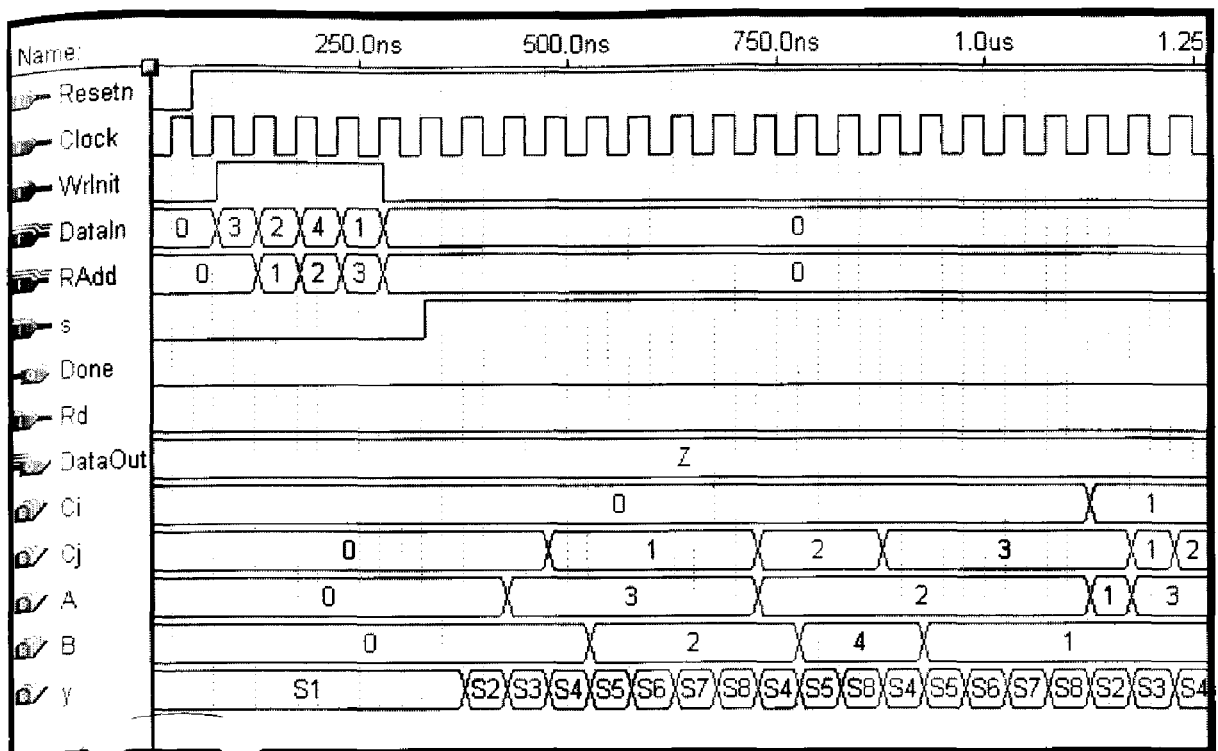 Name: 250.0ns 500.0ns 750.0ns 1.0us 1.25
Resetn
Clock
WrInit
DataIn 0 3 2 4 1 0
RAdd 0 1 2 3 0
s
Done
Rd
DataOut Z
Ci 0 1
Cj 0 1 2 3 1 2
A 0 3 2 1 3
B 0 2 4 1
y S1 S2 S3 S4 S5 S6 S7 S8 S4 S5 S8 S4 S5 S6 S7 S8 S2 S3 S4